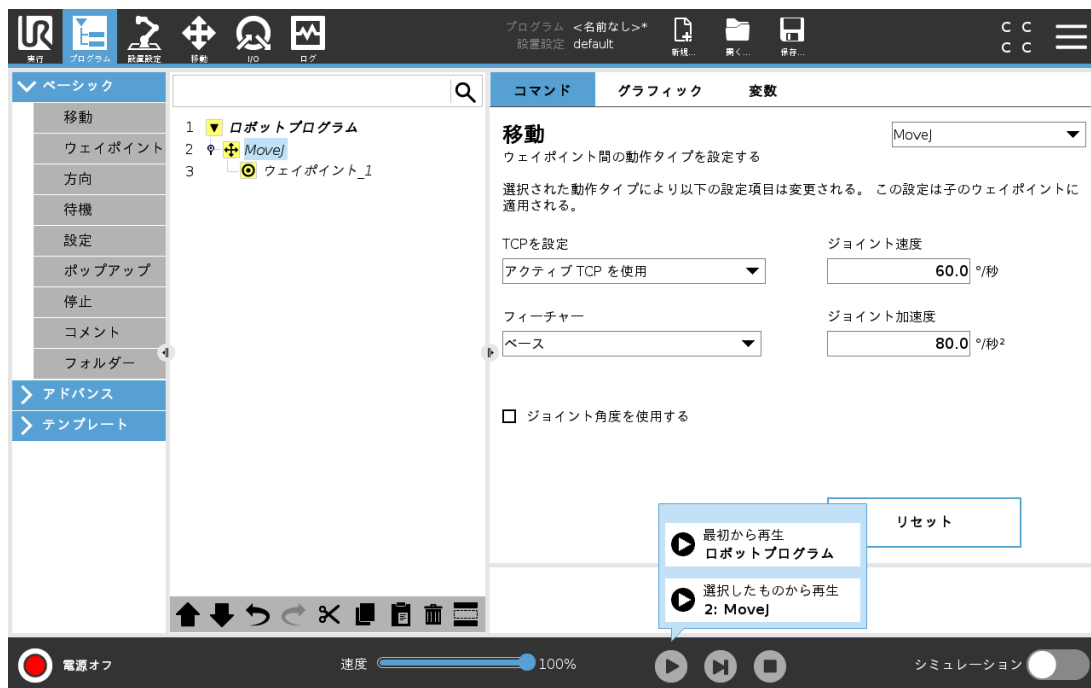 プログラム <名前なし>*
設置設定 default
実行
プログラム
設置設定
移動
I/O
ログ
新規...
開く...
保存...
C C
C C
ベーシック
移動
ウェイポイント
方向
待機
設定
ポップアップ
停止
コメント
フォルダー
アドバンス
テンプレート
1 ロボットプログラム
2 MoveJ
3 ウェイポイント_1
コマンド
グラフィック
変数
移動
MoveJ
ウェイポイント間の動作タイプを設定する
選択された動作タイプにより以下の設定項目は変更される。 この設定は子のウェイポイントに
適用される。
TCPを設定
ジョイント速度
アクティブ TCP を使用
60.0 °/秒
フィーチャー
ジョイント加速度
ベース
80.0 °/秒²
ジョイント角度を使用する
リセット
最初から再生
ロボットプログラム
選択したものから再生
2: MoveJ
電源オフ
速度
100%
シミュレーション